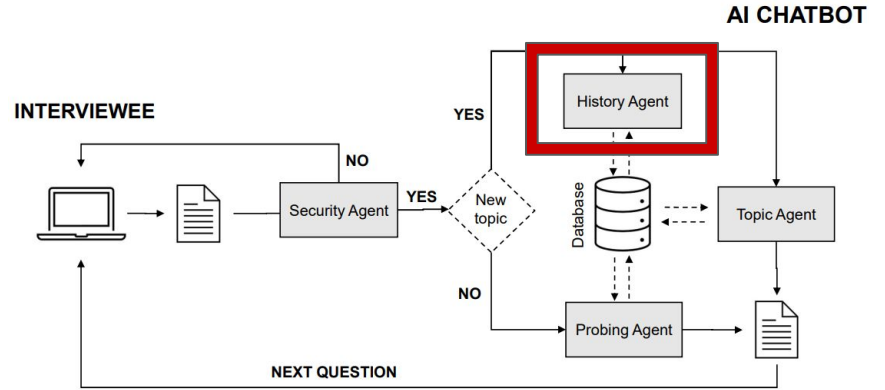 AI CHATBOT
INTERVIEWEE
YES
History Agent
NO
Security Agent
YES
New
topic
Database
Topic Agent
NO
Probing Agent
NEXT QUESTION